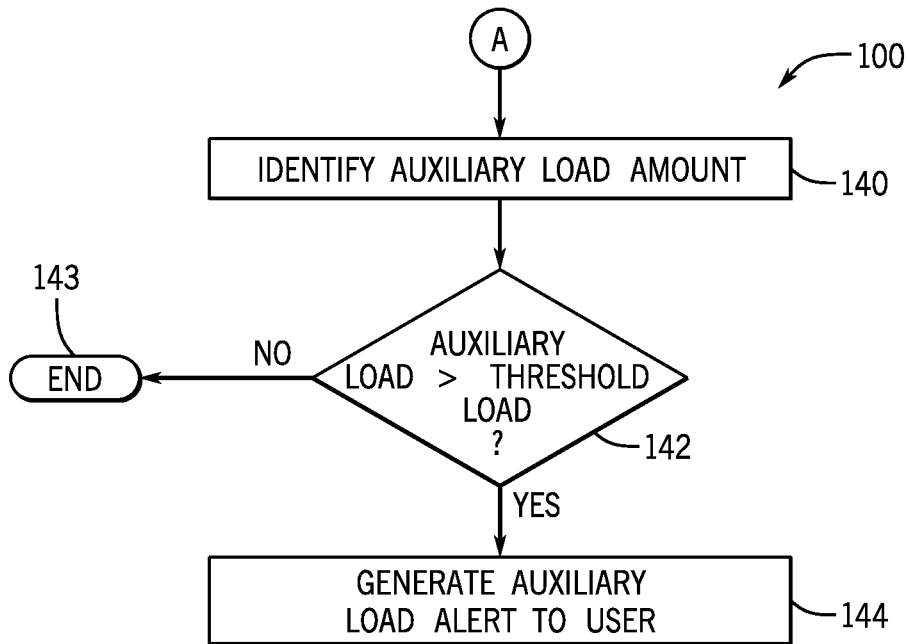 A
100
IDENTIFY AUXILIARY LOAD AMOUNT
140
143
AUXILIARY
LOAD > THRESHOLD
LOAD
?
NO
END
142
YES
GENERATE AUXILIARY
LOAD ALERT TO USER
144